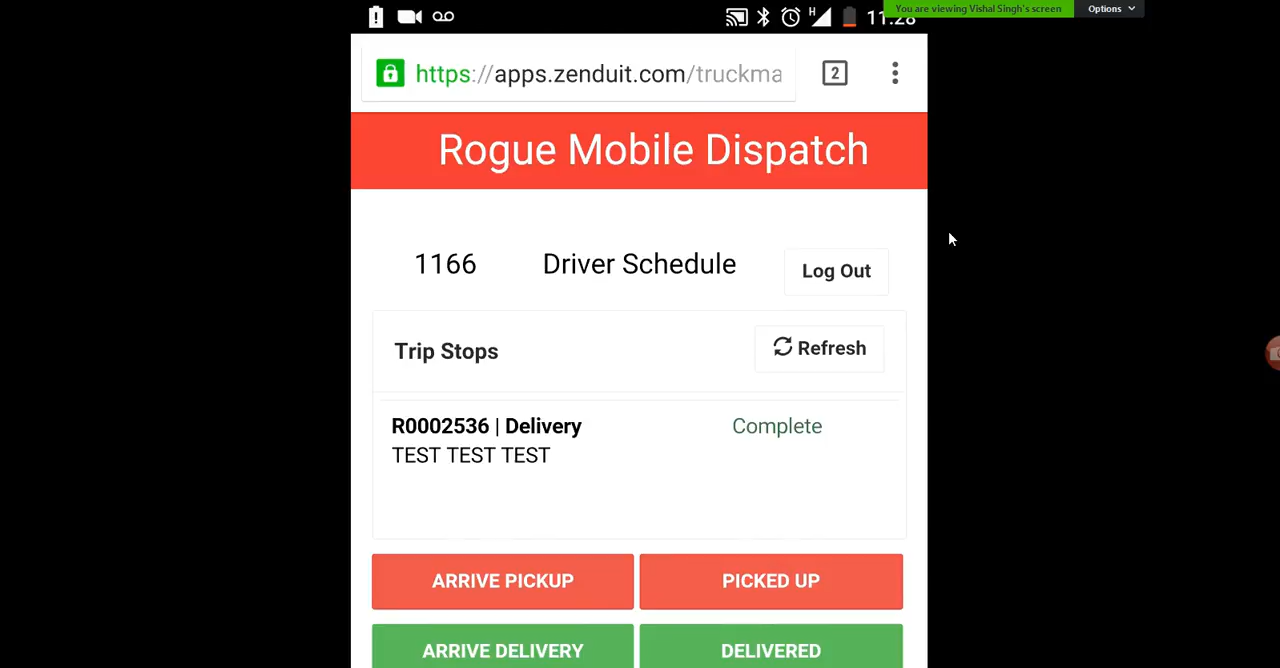 You are viewing Vishal Singh's screen Options
H 11:28
https://apps.zenduit.com/truckma 2
Rogue Mobile Dispatch
1166 Driver Schedule Log Out
Trip Stops Refresh
R0002536 | Delivery Complete
TEST TEST TEST
ARRIVE PICKUP PICKED UP
ARRIVE DELIVERY DELIVERED